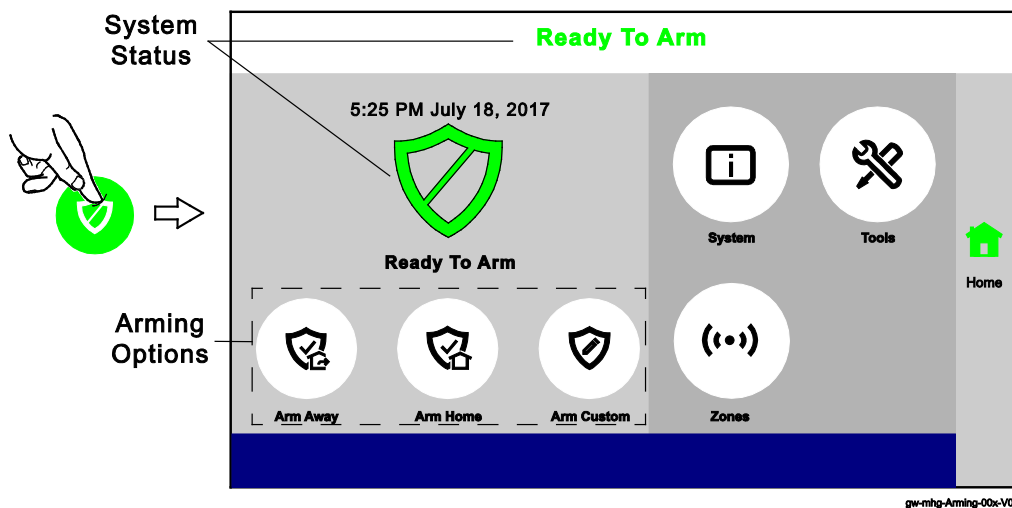 System
Status
Ready To Arm
5:25 PM July 18, 2017
Ready To Arm
System
Tools
Home
Arming
Options
Arm Away
Arm Home
Arm Custom
Zones
gw-mhg-Arming-00x-V0